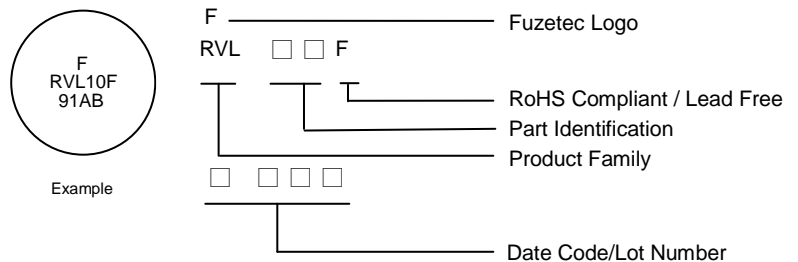 F
RVL10F
91AB
Example
F
Fuzetec Logo
RVL □ □ F
RoHS Compliant / Lead Free
Part Identification
Product Family
□ □ □ □
Date Code/Lot Number